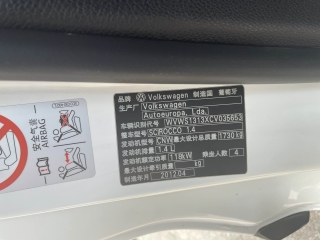 品牌 Volkswagen 制造国 葡萄牙
生产厂 Volkswagen
Autoeuropa, Lda.
车辆识别代号 WVWS1313XCV035653
整车型号 SCIROCCO 1.4
发动机型号 CNW 最大设计总质量 1730 kg
发动机排量 1.4 L
发动机额定功率 118kW 乘坐人数 4
最大设计牵引质量 kg
制造年月 2012.04
安全气囊
AIRBAG